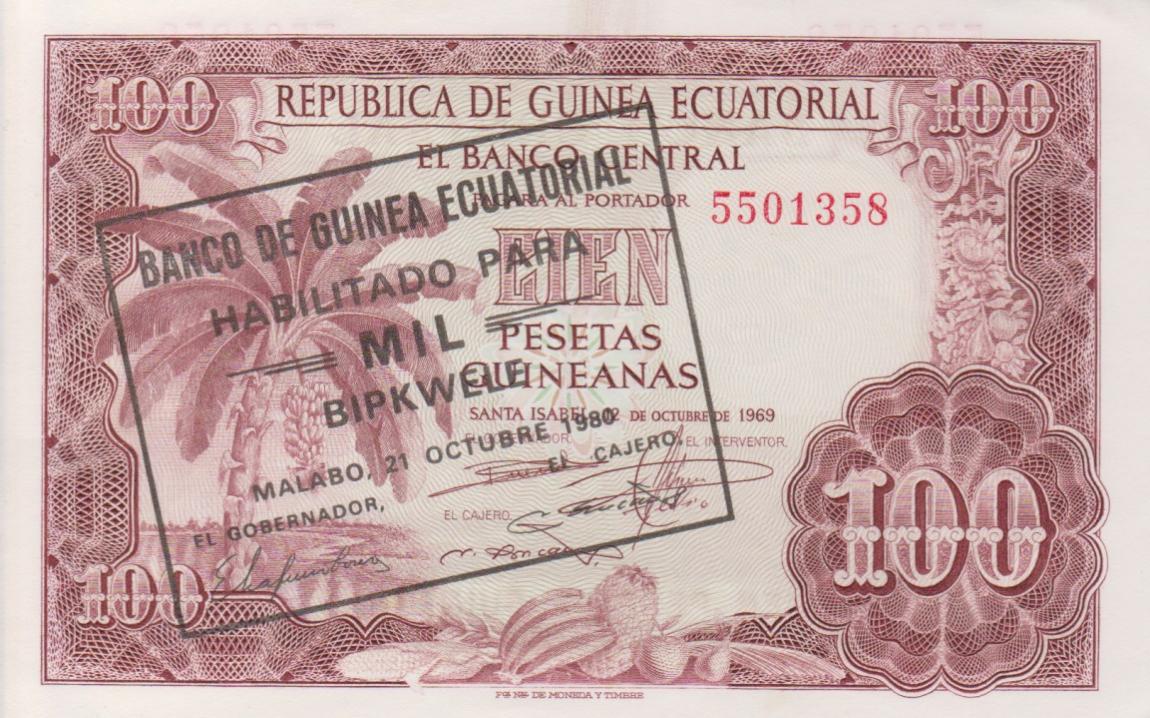 100
100
REPUBLICA DE GUINEA ECUATORIAL
EL BANCO CENTRAL
PAGARA AL PORTADOR
5501358
CIEN
PESETAS
GUINEANAS
SANTA ISABEL, 12 DE OCTUBRE DE 1969
EL INTERVENTOR.
EL CAJERO,
BANCO DE GUINEA ECUATORIAL
HABILITADO PARA
MIL
BIPKWELE
MALABO, 21 OCTUBRE 1980
EL GOBERNADOR,
EL CAJERO,
100
100
Fca. Nal. DE MONEDA Y TIMBRE